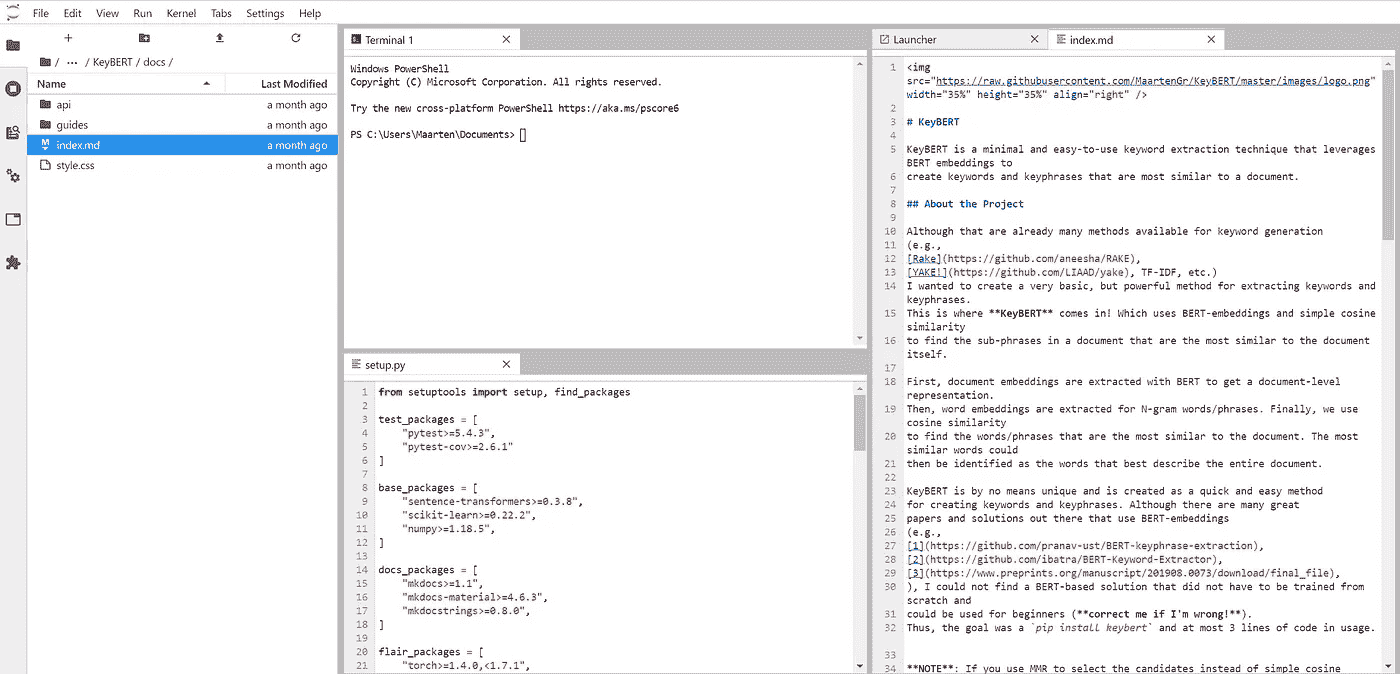 File Edit View Run Kernel Tabs Settings Help
/ ··· / KeyBERT / docs /
Name Last Modified
api a month ago
guides a month ago
index.md a month ago
style.css a month ago
Terminal 1
Windows PowerShell
Copyright (C) Microsoft Corporation. All rights reserved.
Try the new cross-platform PowerShell https://aka.ms/pscore6
PS C:\Users\Maarten\Documents>
setup.py
1 from setuptools import setup, find_packages
2
3 test_packages = [
4 "pytest>=5.4.3",
5 "pytest-cov>=2.6.1"
6 ]
7
8 base_packages = [
9 "sentence-transformers>=0.3.8",
10 "scikit-learn>=0.22.2",
11 "numpy>=1.18.5",
12 ]
13
14 docs_packages = [
15 "mkdocs>=1.1",
16 "mkdocs-material>=4.6.3",
17 "mkdocstrings>=0.8.0",
18 ]
19
20 flair_packages = [
21 "torch>=1.4.0,<1.7.1",
Launcher
index.md
1 <img
src="https://raw.githubusercontent.com/MaartenGr/KeyBERT/master/images/logo.png"
width="35%" height="35%" align="right" />
2
3 # KeyBERT
4
5 KeyBERT is a minimal and easy-to-use keyword extraction technique that leverages
BERT embeddings to
6 create keywords and keyphrases that are most similar to a document.
7
8 ## About the Project
9
10 Although that are already many methods available for keyword generation
11 (e.g.,
12 [Rake](https://github.com/aneesha/RAKE),
13 [YAKE!](https://github.com/LIAAD/yake), TF-IDF, etc.)
14 I wanted to create a very basic, but powerful method for extracting keywords and
keyphrases.
15 This is where **KeyBERT** comes in! Which uses BERT-embeddings and simple cosine
similarity
16 to find the sub-phrases in a document that are the most similar to the document
itself.
17
18 First, document embeddings are extracted with BERT to get a document-level
representation.
19 Then, word embeddings are extracted for N-gram words/phrases. Finally, we use
cosine similarity
20 to find the words/phrases that are the most similar to the document. The most
similar words could
21 then be identified as the words that best describe the entire document.
22
23 KeyBERT is by no means unique and is created as a quick and easy method
24 for creating keywords and keyphrases. Although there are many great
25 papers and solutions out there that use BERT-embeddings
26 (e.g.,
27 [1](https://github.com/pranav-ust/BERT-keyphrase-extraction),
28 [2](https://github.com/ibatra/BERT-Keyword-Extractor),
29 [3](https://www.preprints.org/manuscript/201908.0073/download/final_file),
30 ), I could not find a BERT-based solution that did not have to be trained from
scratch and
31 could be used for beginners (**correct me if I'm wrong!**).
32 Thus, the goal was a `pip install keybert` and at most 3 lines of code in usage.
33
34 **NOTE**: If you use MMR to select the candidates instead of simple cosine